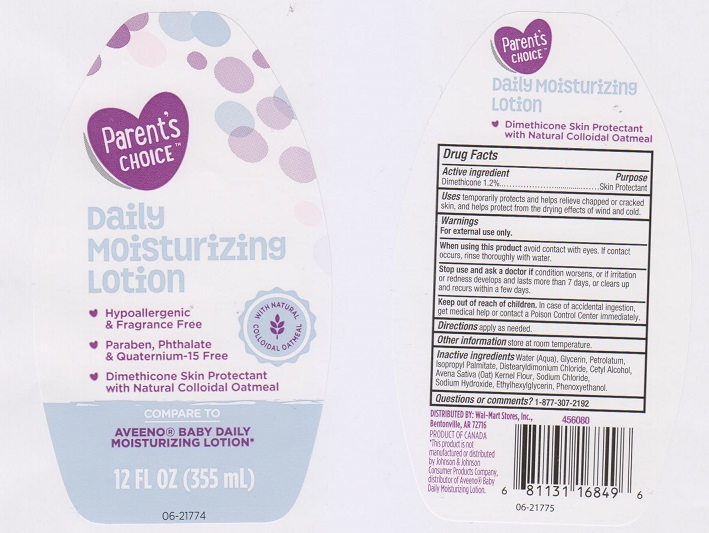 Parent's
CHOICE™
Daily
Moisturizing
Lotion
Hypoallergenic
& Fragrance Free
Paraben, Phthalate
& Quaternium-15 Free
Dimethicone Skin Protectant
with Natural Colloidal Oatmeal
WITH NATURAL
COLLOIDAL OATMEAL
COMPARE TO
AVEENO® BABY DAILY
MOISTURIZING LOTION*
12 FL OZ (355 mL)
06-21774
Parent's
CHOICE™
Daily Moisturizing
Lotion
Dimethicone Skin Protectant
with Natural Colloidal Oatmeal
Drug Facts
Active ingredient Purpose
Dimethicone 1.2%..............................Skin Protectant
Uses temporarily protects and helps relieve chapped or cracked
skin, and helps protect from the drying effects of wind and cold.
Warnings
For external use only.
When using this product avoid contact with eyes. If contact
occurs, rinse thoroughly with water.
Stop use and ask a doctor if condition worsens, or if irritation
or redness develops and lasts more than 7 days, or clears up
and recurs within a few days.
Keep out of reach of children. In case of accidental ingestion,
get medical help or contact a Poison Control Center immediately.
Directions apply as needed.
Other information store at room temperature.
Inactive ingredients Water (Aqua), Glycerin, Petrolatum,
Isopropyl Palmitate, Distearyldimonium Chloride, Cetyl Alcohol,
Avena Sativa (Oat) Kernel Flour, Sodium Chloride,
Sodium Hydroxide, Ethylhexylglycerin, Phenoxyethanol.
Questions or comments? 1-877-307-2192
DISTRIBUTED BY: Wal-Mart Stores, Inc.,
Bentonville, AR 72716
PRODUCT OF CANADA
*This product is not
manufactured or distributed
by Johnson & Johnson
Consumer Products Company,
distributor of Aveeno® Baby
Daily Moisturizing Lotion.
456080
6 81131 16849 6
06-21775